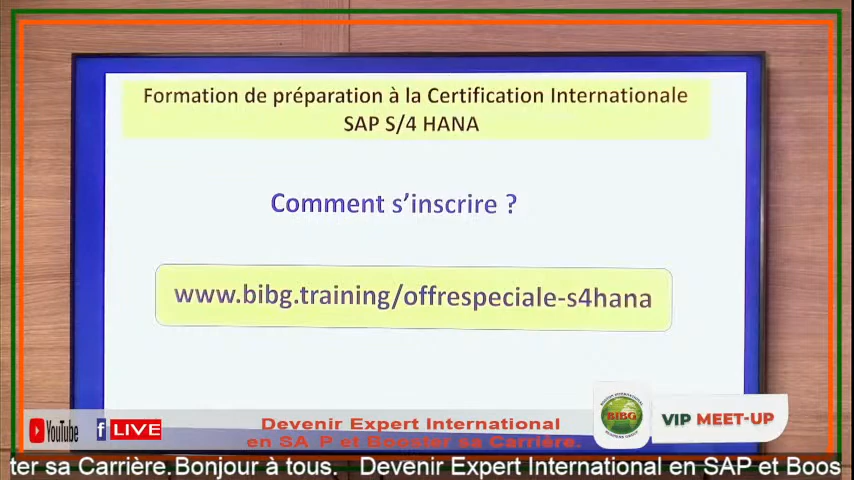 Formation de préparation à la Certification Internationale
SAP S/4 HANA
Comment s'inscrire ?
www.bibg.training/offrespeciale-s4hana
YouTube
f LIVE
Devenir Expert International
en SA P et Booster sa Carrière.
BIBG
VIP MEET-UP
ter sa Carrière.Bonjour à tous. Devenir Expert International en SAP et Boos